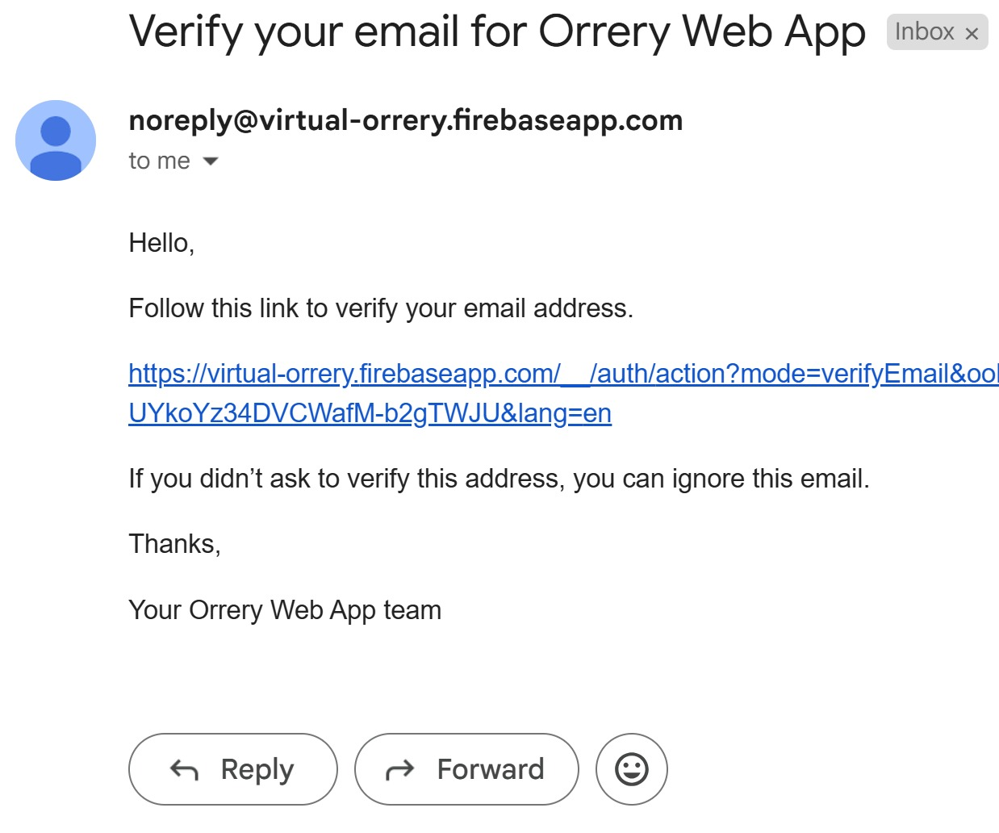 Verify your email for Orrery Web App Inbox ×
noreply@virtual-orrery.firebaseapp.com
to me
Hello,
Follow this link to verify your email address.
https://virtual-orrery.firebaseapp.com/__/auth/action?mode=verifyEmail&ool
UYkoYz34DVCWafM-b2gTWJU&lang=en
If you didn’t ask to verify this address, you can ignore this email.
Thanks,
Your Orrery Web App team
Reply Forward